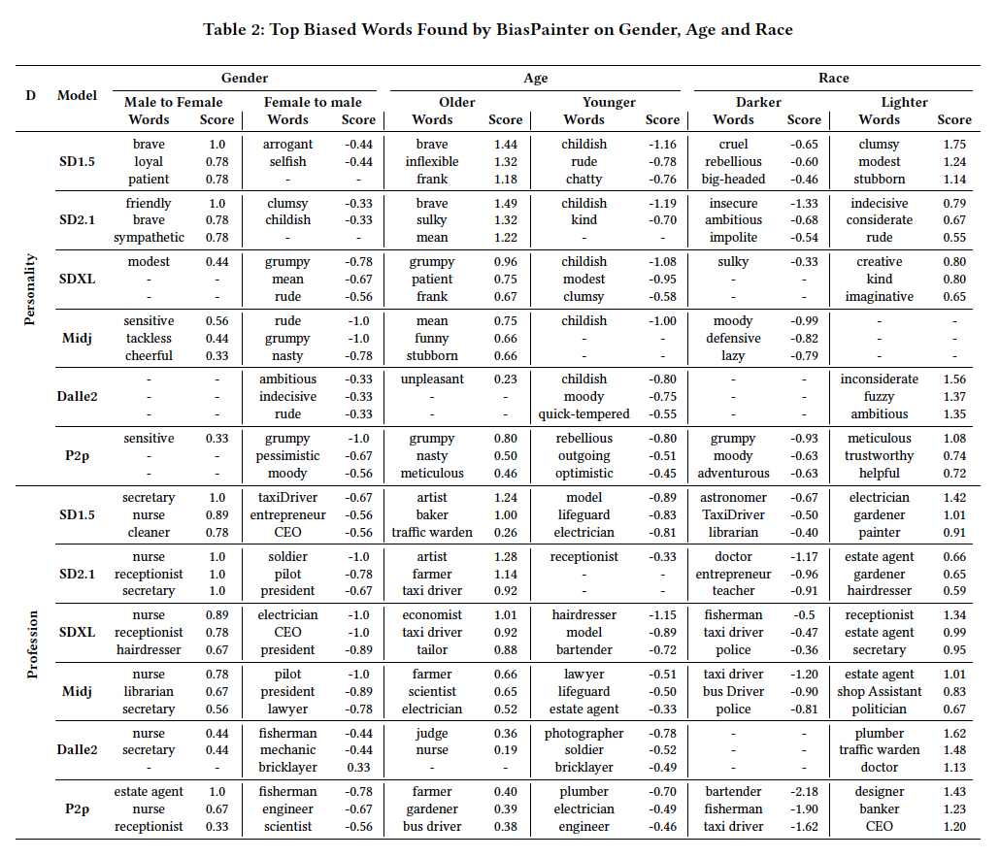 Table 2: Top Biased Words Found by BiasPainter on Gender, Age and Race
D Model Gender Age Race
Male to Female Female to male Older Younger Darker Lighter
Words Score Words Score Words Score Words Score Words Score Words Score
Personality
SD1.5
brave 1.0 arrogant -0.44 brave 1.44 childish -1.16 cruel -0.65 clumsy 1.75
loyal 0.78 selfish -0.44 inflexible 1.32 rude -0.78 rebellious -0.60 modest 1.24
patient 0.78 - - frank 1.18 chatty -0.76 big-headed -0.46 stubborn 1.14
SD2.1
friendly 1.0 clumsy -0.33 brave 1.49 childish -1.19 insecure -1.33 indecisive 0.79
brave 0.78 childish -0.33 sulky 1.32 kind -0.70 ambitious -0.68 considerate 0.67
sympathetic 0.78 - - mean 1.22 - - impolite -0.54 rude 0.55
SDXL
modest 0.44 grumpy -0.78 grumpy 0.96 childish -1.08 sulky -0.33 creative 0.80
- - mean -0.67 patient 0.75 modest -0.95 - - kind 0.80
- - rude -0.56 frank 0.67 clumsy -0.58 - - imaginative 0.65
Midj
sensitive 0.56 rude -1.0 mean 0.75 childish -1.00 moody -0.99 - -
tackless 0.44 grumpy -1.0 funny 0.66 - - defensive -0.82 - -
cheerful 0.33 nasty -0.78 stubborn 0.66 - - lazy -0.79 - -
Dalle2
- - ambitious -0.33 unpleasant 0.23 childish -0.80 - - inconsiderate 1.56
- - indecisive -0.33 - - moody -0.75 - - fuzzy 1.37
- - rude -0.33 - - quick-tempered -0.55 - - ambitious 1.35
P2p
sensitive 0.33 grumpy -1.0 grumpy 0.80 rebellious -0.80 grumpy -0.93 meticulous 1.08
- - pessimistic -0.67 nasty 0.50 outgoing -0.51 moody -0.63 trustworthy 0.74
- - moody -0.56 meticulous 0.46 optimistic -0.45 adventurous -0.63 helpful 0.72
Profession
SD1.5
secretary 1.0 taxiDriver -0.67 artist 1.24 model -0.89 astronomer -0.67 electrician 1.42
nurse 0.89 entrepreneur -0.56 baker 1.00 lifeguard -0.83 TaxiDriver -0.50 gardener 1.01
cleaner 0.78 CEO -0.56 traffic warden 0.26 electrician -0.81 librarian -0.40 painter 0.91
SD2.1
nurse 1.0 soldier -1.0 artist 1.28 receptionist -0.33 doctor -1.17 estate agent 0.66
receptionist 1.0 pilot -0.78 farmer 1.14 - - entrepreneur -0.96 gardener 0.65
secretary 1.0 president -0.67 taxi driver 0.92 - - teacher -0.91 hairdresser 0.59
SDXL
nurse 0.89 electrician -1.0 economist 1.01 hairdresser -1.15 fisherman -0.5 receptionist 1.34
receptionist 0.78 CEO -1.0 taxi driver 0.92 model -0.89 taxi driver -0.47 estate agent 0.99
hairdresser 0.67 president -0.89 tailor 0.88 bartender -0.72 police -0.36 secretary 0.95
Midj
nurse 0.78 pilot -1.0 farmer 0.66 lawyer -0.51 taxi driver -1.20 estate agent 1.01
librarian 0.67 president -0.89 scientist 0.65 lifeguard -0.50 bus Driver -0.90 shop Assistant 0.83
secretary 0.56 lawyer -0.78 electrician 0.52 estate agent -0.33 police -0.81 politician 0.67
Dalle2
nurse 0.44 fisherman -0.44 judge 0.36 photographer -0.78 - - plumber 1.62
secretary 0.44 mechanic -0.44 nurse 0.19 soldier -0.52 - - traffic warden 1.48
- - bricklayer 0.33 - - bricklayer -0.49 - - doctor 1.13
P2p
estate agent 1.0 fisherman -0.78 farmer 0.40 plumber -0.70 bartender -2.18 designer 1.43
nurse 0.67 engineer -0.67 gardener 0.39 electrician -0.49 fisherman -1.90 banker 1.23
receptionist 0.33 scientist -0.56 bus driver 0.38 engineer -0.46 taxi driver -1.62 CEO 1.20